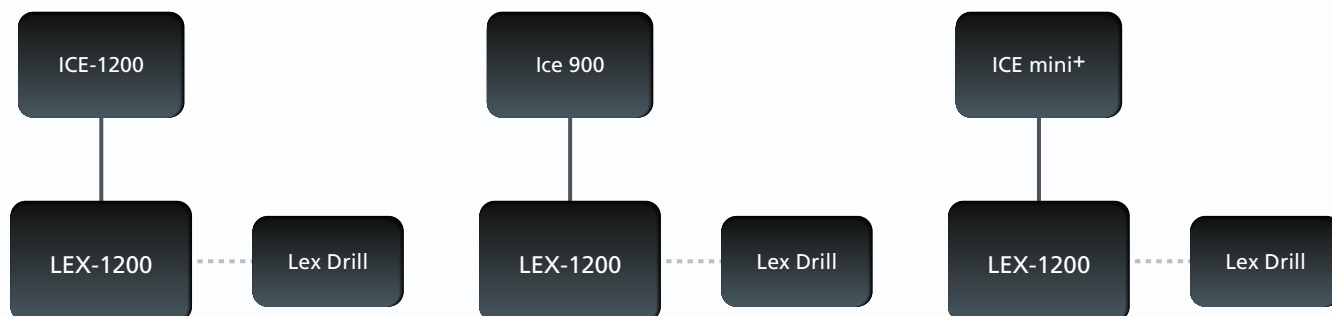 ICE-1200
Ice 900
ICE mini+
LEX-1200
Lex Drill
LEX-1200
Lex Drill
LEX-1200
Lex Drill